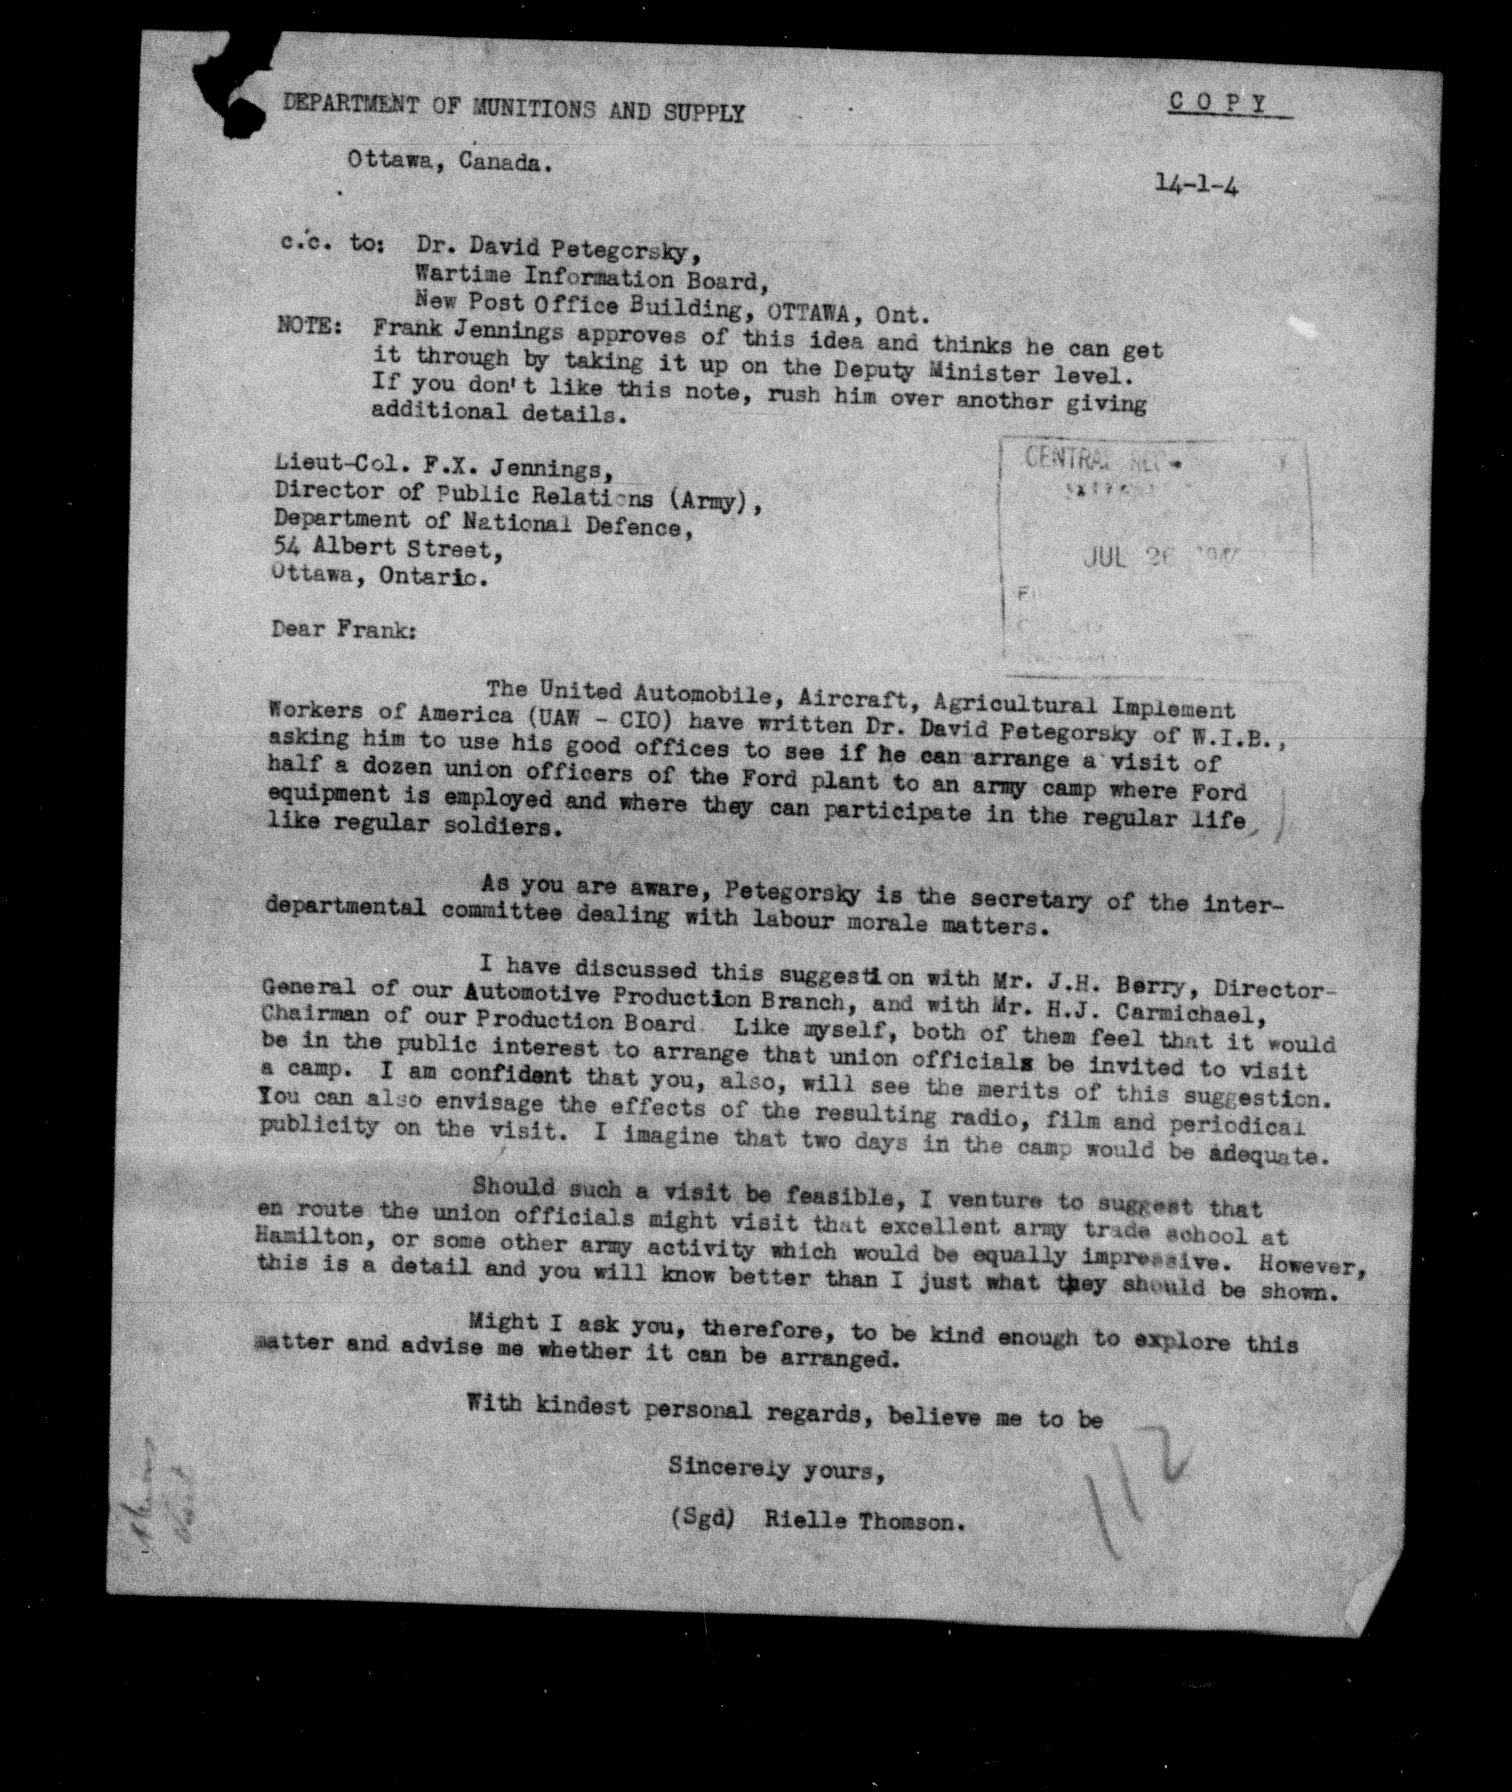 DEPARTMENT OF MUNITIONS AND SUPPLY
COPY
Ottawa, Canada.
14-1-4
c.c. to: Dr. David Petegorsky,
Wartime Information Board,
New Post Office Building, OTTAWA, Ont.
NOTE: Frank Jennings approves of this idea and thinks he can get
it through by taking it up on the Deputy Minister level.
If you don't like this note, rush him over another giving
additional details.
CENTRAL
Lieut-Col. F.X. Jennings,
Director of Public Relations (Army),
Department of National Defence,
54 Albert Street,
Ottawa, Ontario.
JUL 26
Dear Frank:
The United Automobile, Aircraft, Agricultural Implement
Workers of America (UAW - CIO) have written Dr. David Petegorsky of W.I.B.,
asking him to use his good offices to see if he can arrange a visit of
half a dozen union officers of the Ford plant to an army camp where Ford
equipment is employed and where they can participate in the regular life
like regular soldiers.
As you are aware, Petegorsky is the secretary of the inter-
departmental committee dealing with labour morale matters.
I have discussed this suggestion with Mr. J.H. Berry, Director-
General of our Automotive Production Branch, and with Mr. H.J. Carmichael,
Chairman of our Production Board. Like myself, both of them feel that it would
be in the public interest to arrange that union officials be invited to visit
a camp. I am confident that you, also, will see the merits of this suggestion.
You can also envisage the effects of the resulting radio, film and periodical
publicity on the visit. I imagine that two days in the camp would be adequate.
Should such a visit be feasible, I venture to suggest that
en route the union officials might visit that excellent army trade school at
Hamilton, or some other army activity which would be equally impressive. However,
this is a detail and you will know better than I just what they should be shown.
Might I ask you, therefore, to be kind enough to explore this
matter and advise me whether it can be arranged.
With kindest personal regards, believe me to be
Sincerely yours,
(Sgd) Rielle Thomson.
112